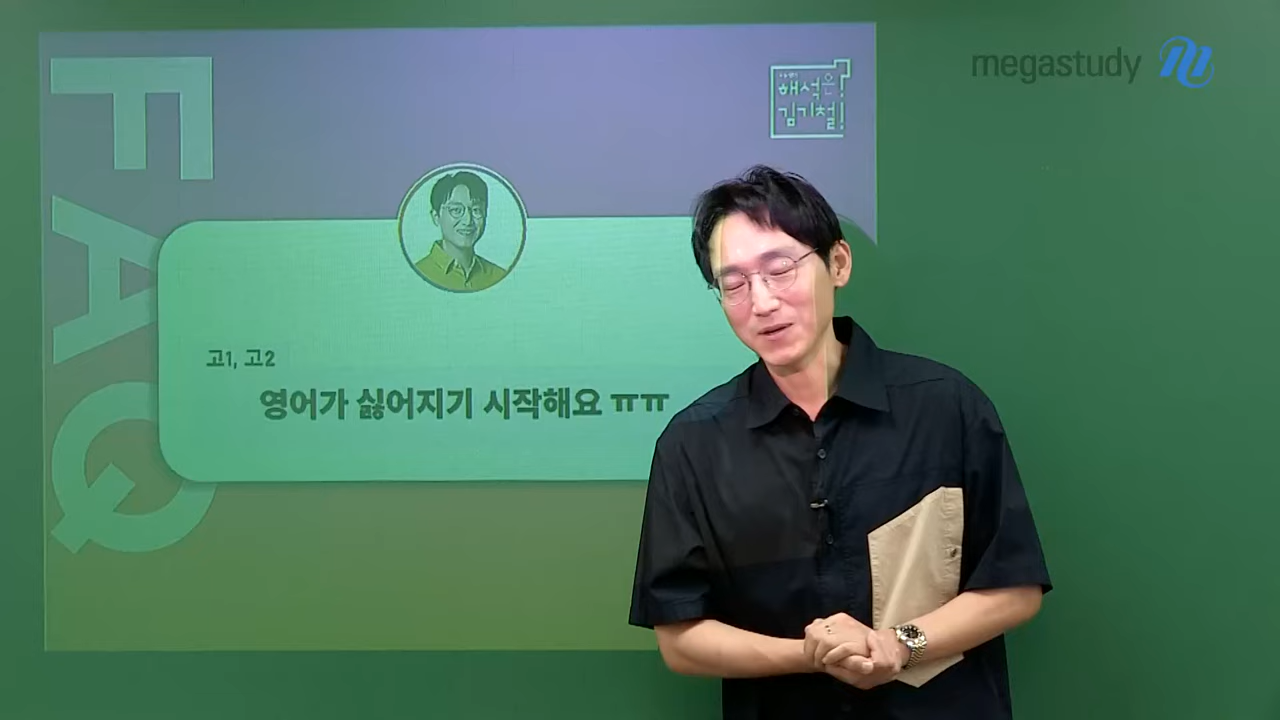 FAQ
해석은!
김기철!
megastudy
고1, 고2
영어가 싫어지기 시작해요 ㅠㅠ